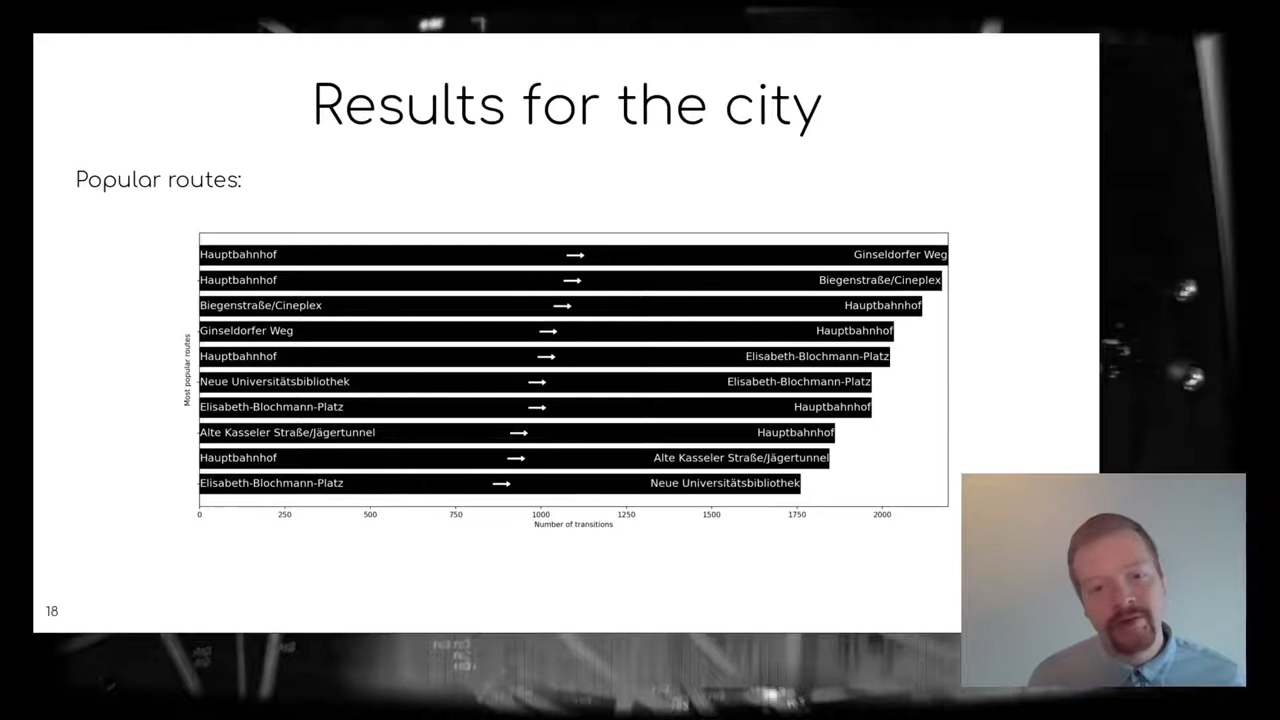 Results for the city
Popular routes:
Hauptbahnhof → Ginseldorfer Weg
Hauptbahnhof → Biegenstraße/Cineplex
Biegenstraße/Cineplex → Hauptbahnhof
Ginseldorfer Weg → Hauptbahnhof
Hauptbahnhof → Elisabeth-Blochmann-Platz
Neue Universitätsbibliothek → Elisabeth-Blochmann-Platz
Elisabeth-Blochmann-Platz → Hauptbahnhof
Alte Kasseler Straße/Jägertunnel → Hauptbahnhof
Hauptbahnhof → Alte Kasseler Straße/Jägertunnel
Elisabeth-Blochmann-Platz → Neue Universitätsbibliothek
Most popular routes
0 250 500 750 1000 1250 1500 1750 2000
Number of transitions
18